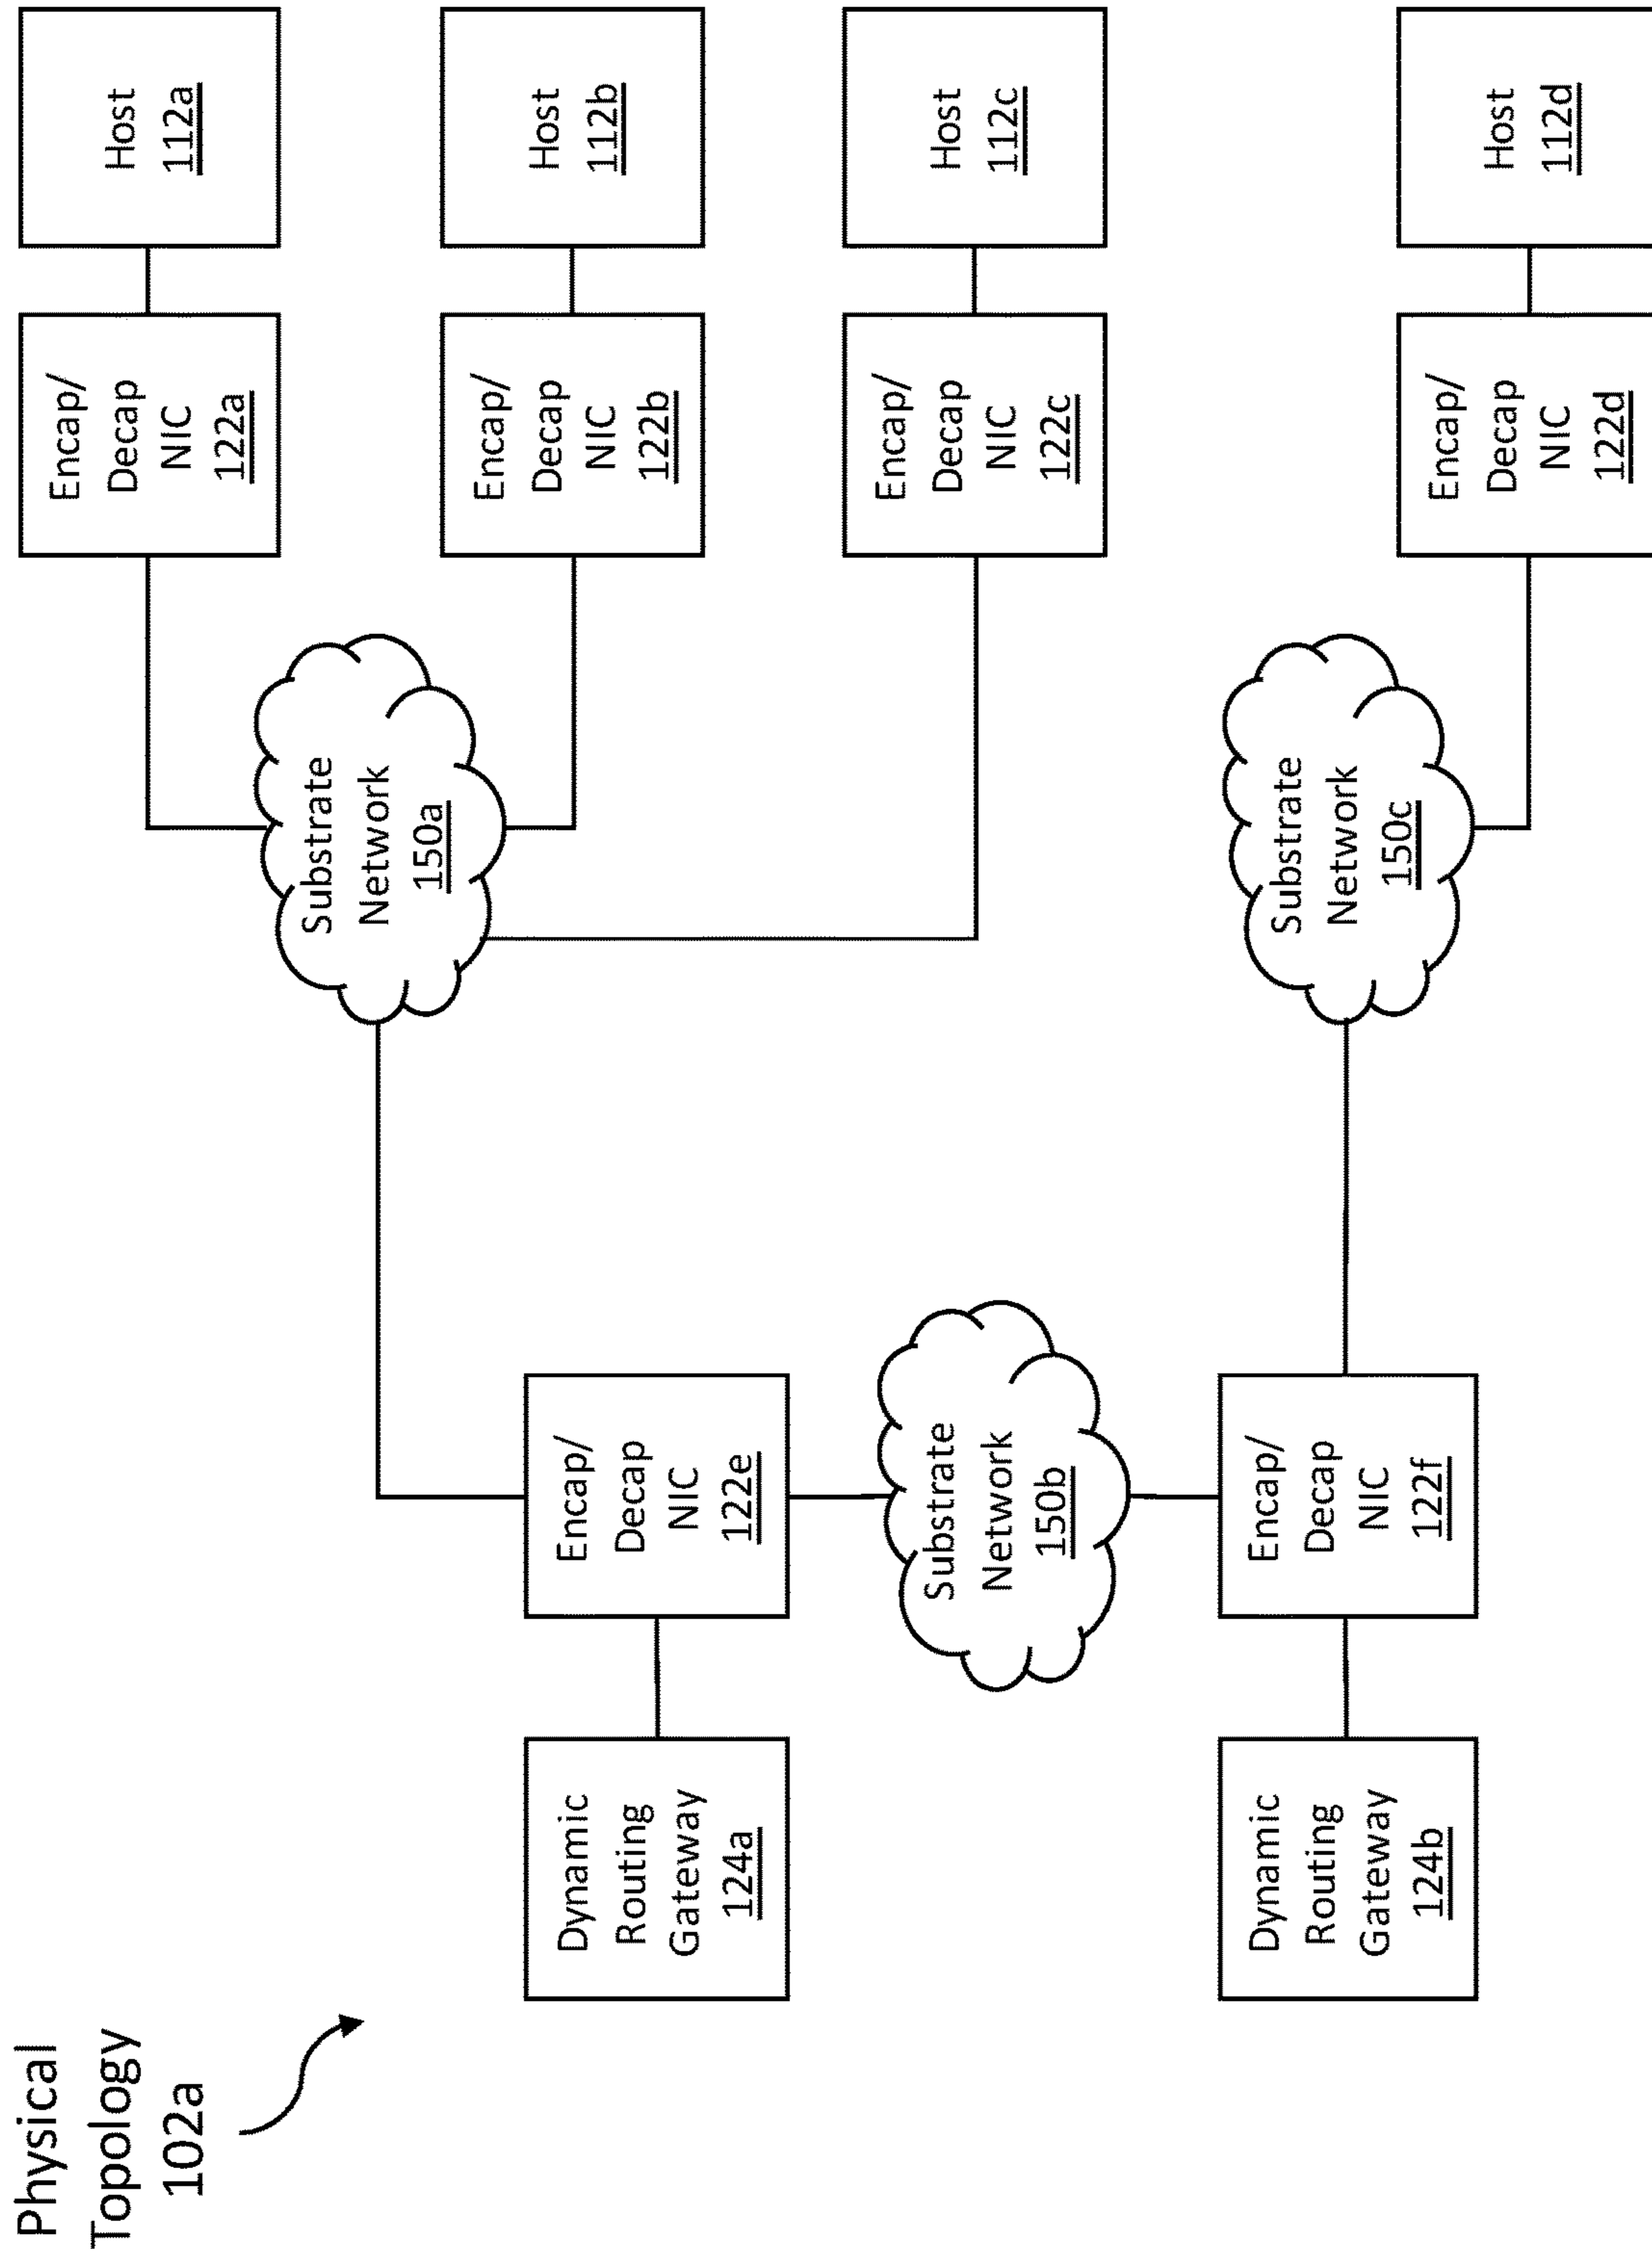 Physical
Topology
102a
Dynamic
Routing
Gateway
124a
Encap/
Decap
NIC
122e
Substrate
Network
150a
Encap/
Decap
NIC
122a
Host
112a
Encap/
Decap
NIC
122b
Host
112b
Encap/
Decap
NIC
122c
Host
112c
Substrate
Network
150b
Dynamic
Routing
Gateway
124b
Encap/
Decap
NIC
122f
Substrate
Network
150c
Encap/
Decap
NIC
122d
Host
112d